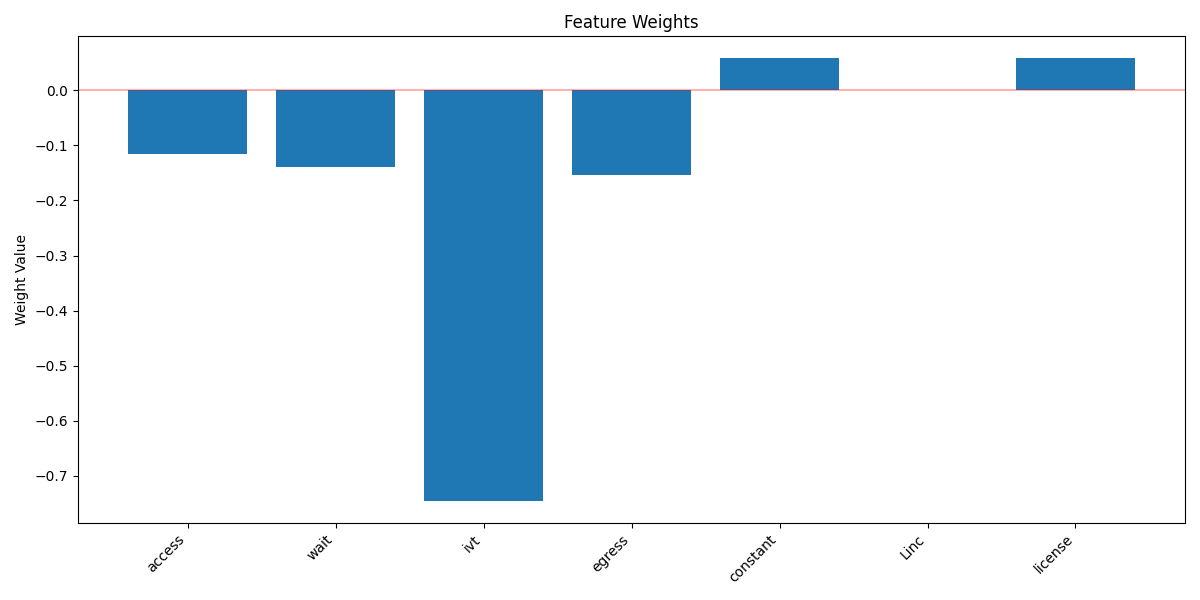 Feature Weights
0.0
−0.1
−0.2
−0.3
−0.4
−0.5
−0.6
−0.7
Weight Value
access
wait
ivt
egress
constant
Linc
license